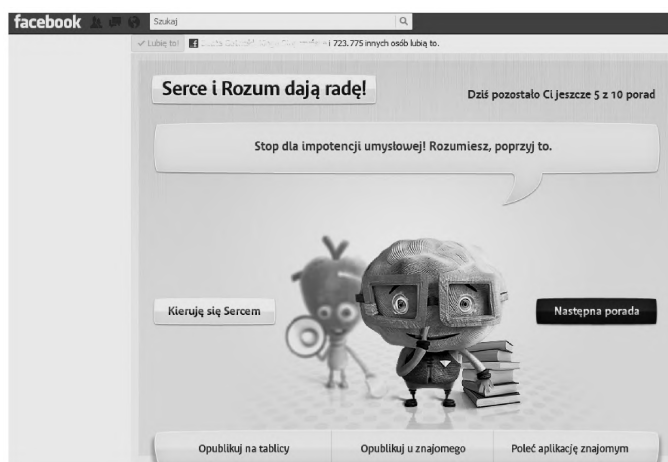 facebook
Szukaj
Lubię to!
i 723.775 innych osób lubią to.
Serce i Rozum dają radę!
Dziś pozostało Ci jeszcze 5 z 10 porad
Stop dla impotencji umysłowej! Rozumiesz, poprzyj to.
Kieruję się Sercem
Następna porada
Opublikuj na tablicy
Opublikuj u znajomego
Poleć aplikację znajomym